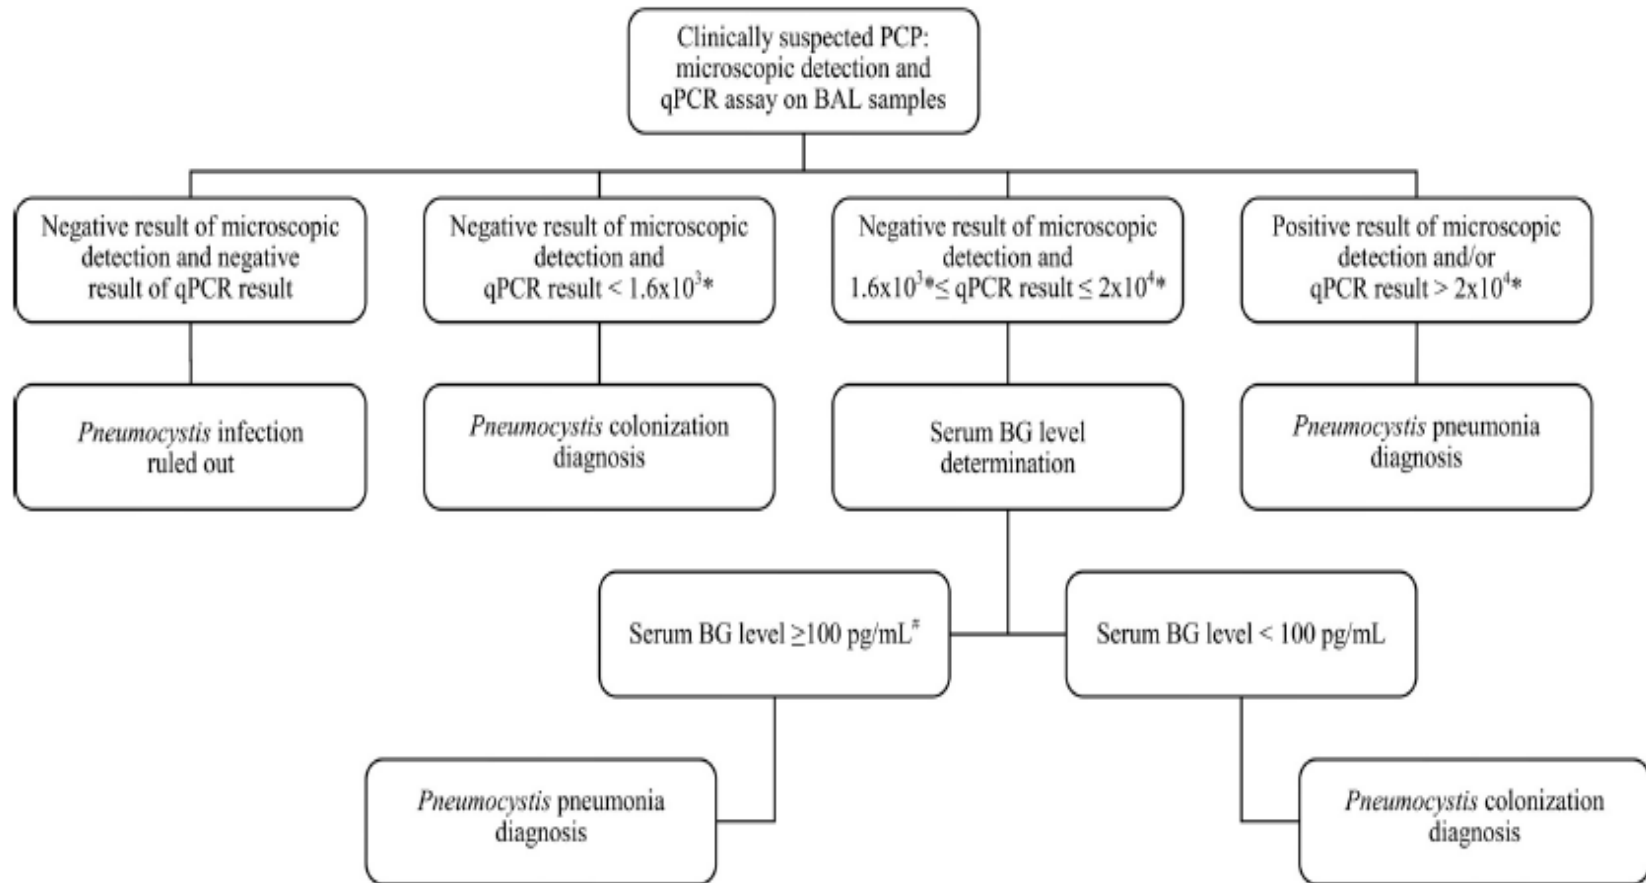 Clinically suspected PCP:
microscopic detection and
qPCR assay on BAL samples
Negative result of microscopic
detection and negative
result of qPCR result
Negative result of microscopic
detection and
qPCR result < 1.6x10³*
Negative result of microscopic
detection and
1.6x10³*≤ qPCR result ≤ 2x10⁴*
Positive result of microscopic
detection and/or
qPCR result > 2x10⁴*
Pneumocystis infection
ruled out
Pneumocystis colonization
diagnosis
Serum BG level
determination
Pneumocystis pneumonia
diagnosis
Serum BG level ≥100 pg/mL#
Serum BG level < 100 pg/mL
Pneumocystis pneumonia
diagnosis
Pneumocystis colonization
diagnosis